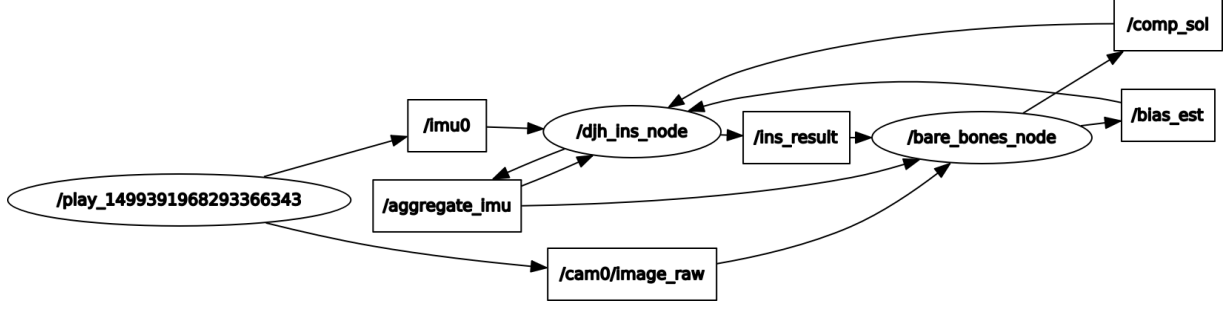 /comp_sol
/bias_est
/imu0
/djh_ins_node
/ins_result
/bare_bones_node
/play_1499391968293366343
/aggregate_imu
/cam0/image_raw